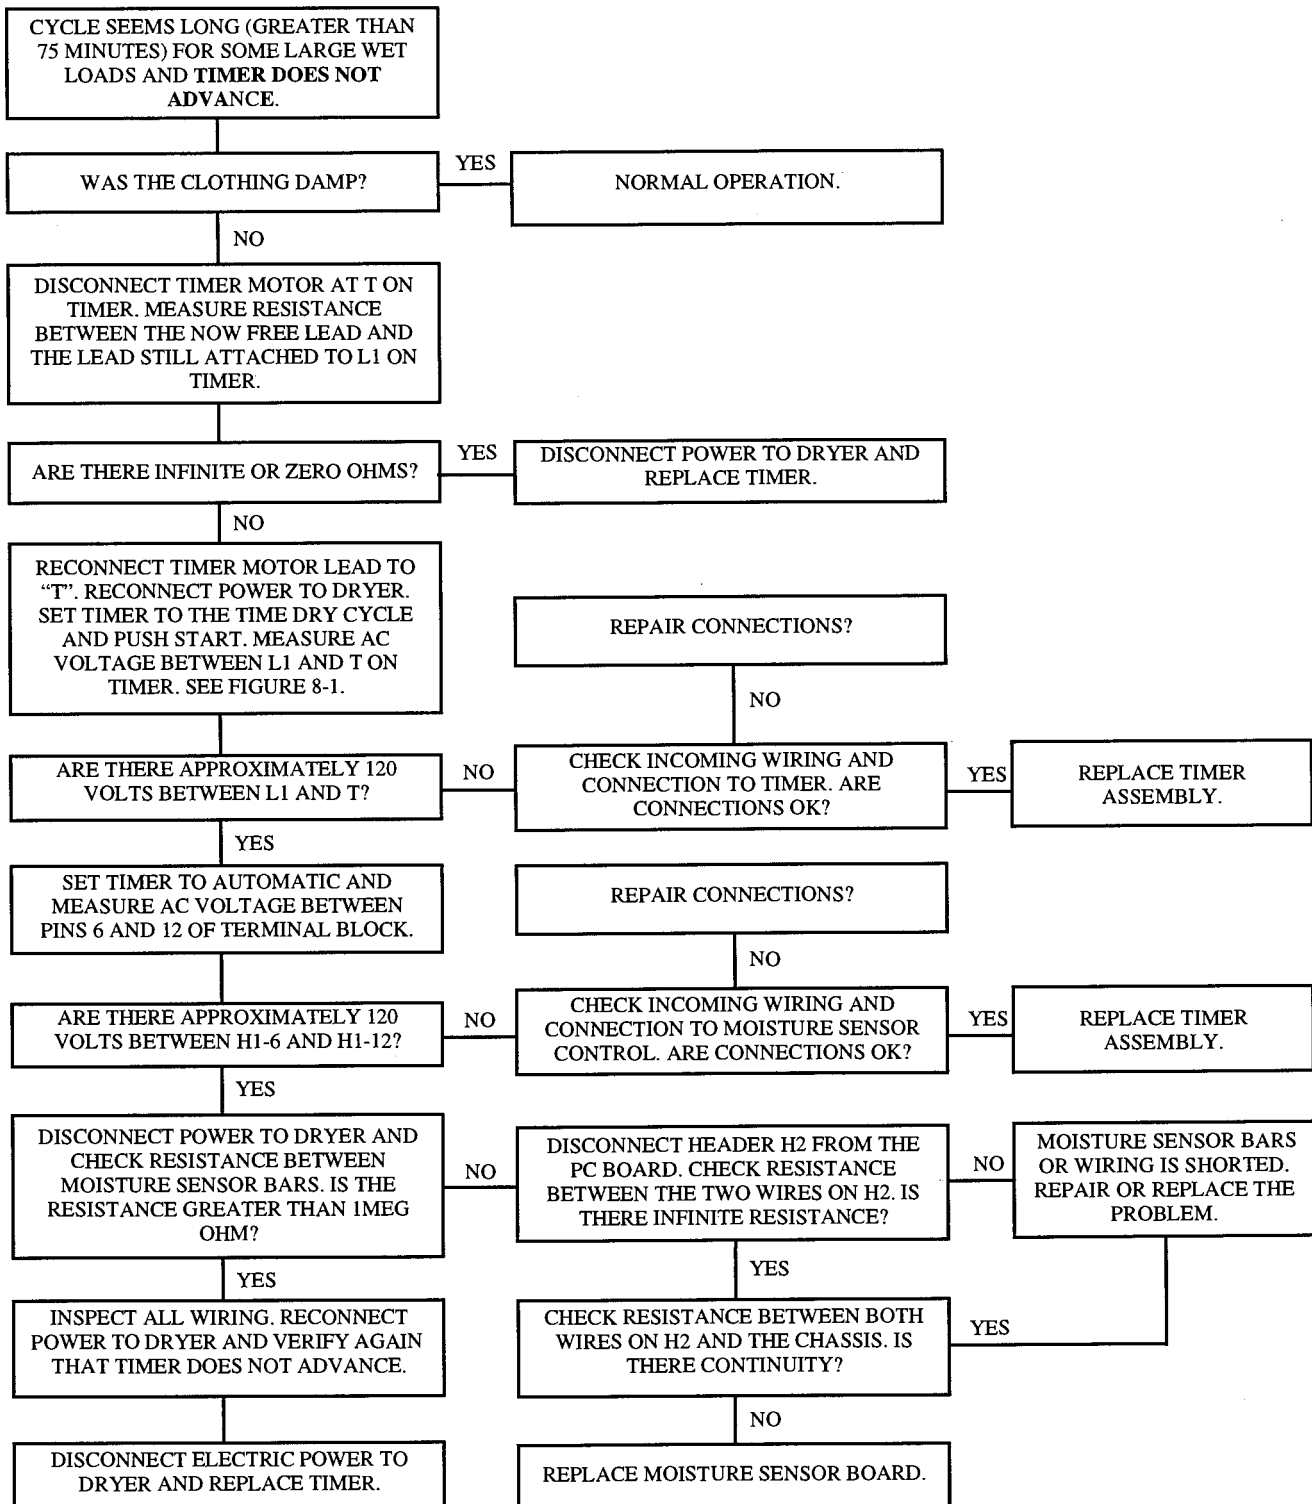 CYCLE SEEMS LONG (GREATER THAN
75 MINUTES) FOR SOME LARGE WET
LOADS AND TIMER DOES NOT
ADVANCE.
WAS THE CLOTHING DAMP?
YES
NORMAL OPERATION.
NO
DISCONNECT TIMER MOTOR AT T ON
TIMER. MEASURE RESISTANCE
BETWEEN THE NOW FREE LEAD AND
THE LEAD STILL ATTACHED TO L1 ON
TIMER.
ARE THERE INFINITE OR ZERO OHMS?
YES
DISCONNECT POWER TO DRYER AND
REPLACE TIMER.
NO
RECONNECT TIMER MOTOR LEAD TO
“T”. RECONNECT POWER TO DRYER.
SET TIMER TO THE TIME DRY CYCLE
AND PUSH START. MEASURE AC
VOLTAGE BETWEEN L1 AND T ON
TIMER. SEE FIGURE 8-1.
REPAIR CONNECTIONS?
NO
ARE THERE APPROXIMATELY 120
VOLTS BETWEEN L1 AND T?
NO
CHECK INCOMING WIRING AND
CONNECTION TO TIMER. ARE
CONNECTIONS OK?
YES
REPLACE TIMER
ASSEMBLY.
YES
SET TIMER TO AUTOMATIC AND
MEASURE AC VOLTAGE BETWEEN
PINS 6 AND 12 OF TERMINAL BLOCK.
REPAIR CONNECTIONS?
NO
ARE THERE APPROXIMATELY 120
VOLTS BETWEEN H1-6 AND H1-12?
NO
CHECK INCOMING WIRING AND
CONNECTION TO MOISTURE SENSOR
CONTROL. ARE CONNECTIONS OK?
YES
REPLACE TIMER
ASSEMBLY.
YES
DISCONNECT POWER TO DRYER AND
CHECK RESISTANCE BETWEEN
MOISTURE SENSOR BARS. IS THE
RESISTANCE GREATER THAN 1MEG
OHM?
NO
DISCONNECT HEADER H2 FROM THE
PC BOARD. CHECK RESISTANCE
BETWEEN THE TWO WIRES ON H2. IS
THERE INFINITE RESISTANCE?
NO
MOISTURE SENSOR BARS
OR WIRING IS SHORTED.
REPAIR OR REPLACE THE
PROBLEM.
YES
YES
INSPECT ALL WIRING. RECONNECT
POWER TO DRYER AND VERIFY AGAIN
THAT TIMER DOES NOT ADVANCE.
CHECK RESISTANCE BETWEEN BOTH
WIRES ON H2 AND THE CHASSIS. IS
THERE CONTINUITY?
YES
NO
DISCONNECT ELECTRIC POWER TO
DRYER AND REPLACE TIMER.
REPLACE MOISTURE SENSOR BOARD.